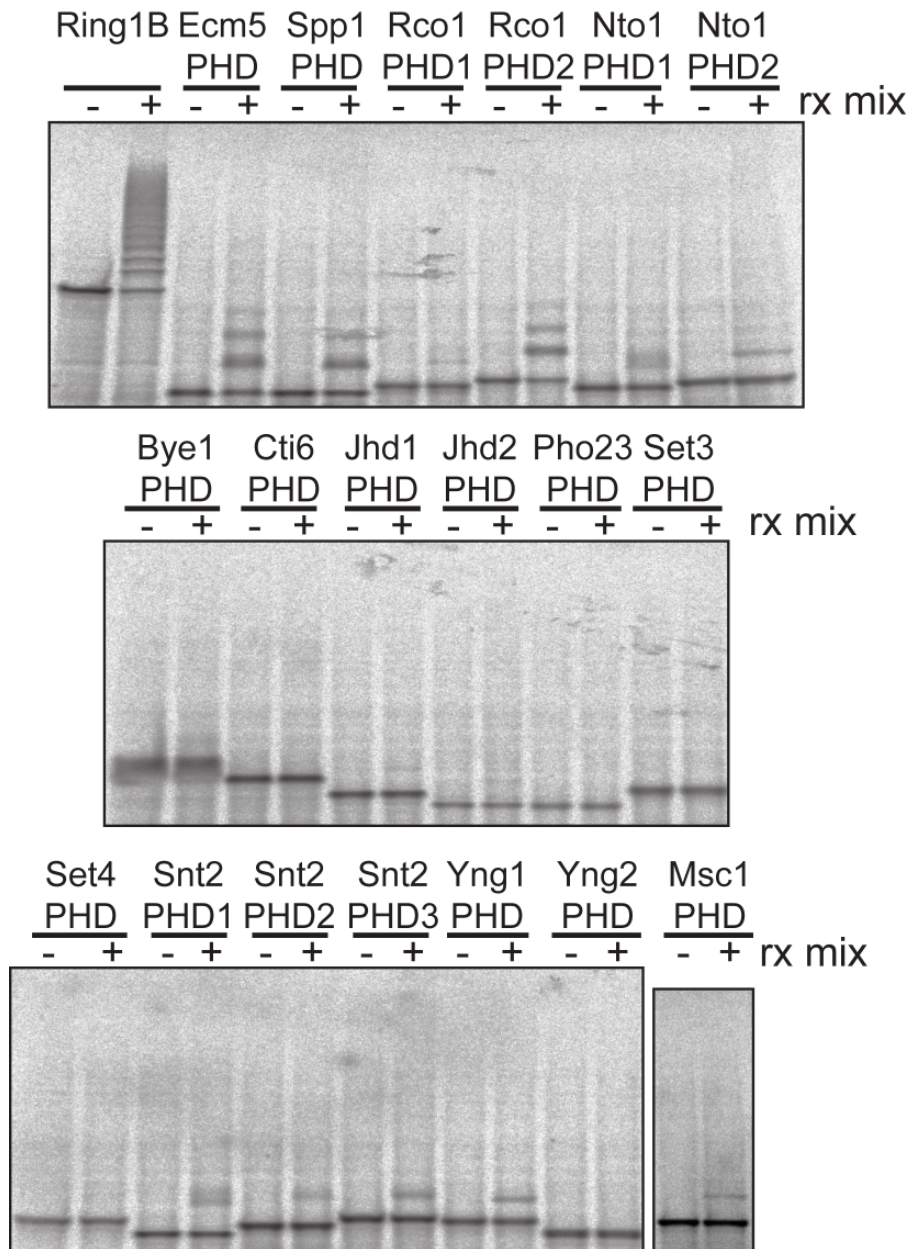 Ring1B Ecm5 Spp1 Rco1 Rco1 Nto1 Nto1
PHD PHD PHD1 PHD2 PHD1 PHD2
- + - + - + - + - + - + - + rx mix
Bye1 Cti6 Jhd1 Jhd2 Pho23 Set3
PHD PHD PHD PHD PHD PHD
- + - + - + - + - + - + rx mix
Set4 Snt2 Snt2 Snt2 Yng1 Yng2 Msc1
PHD PHD1 PHD2 PHD3 PHD PHD PHD
- + - + - + - + - + - + - + rx mix